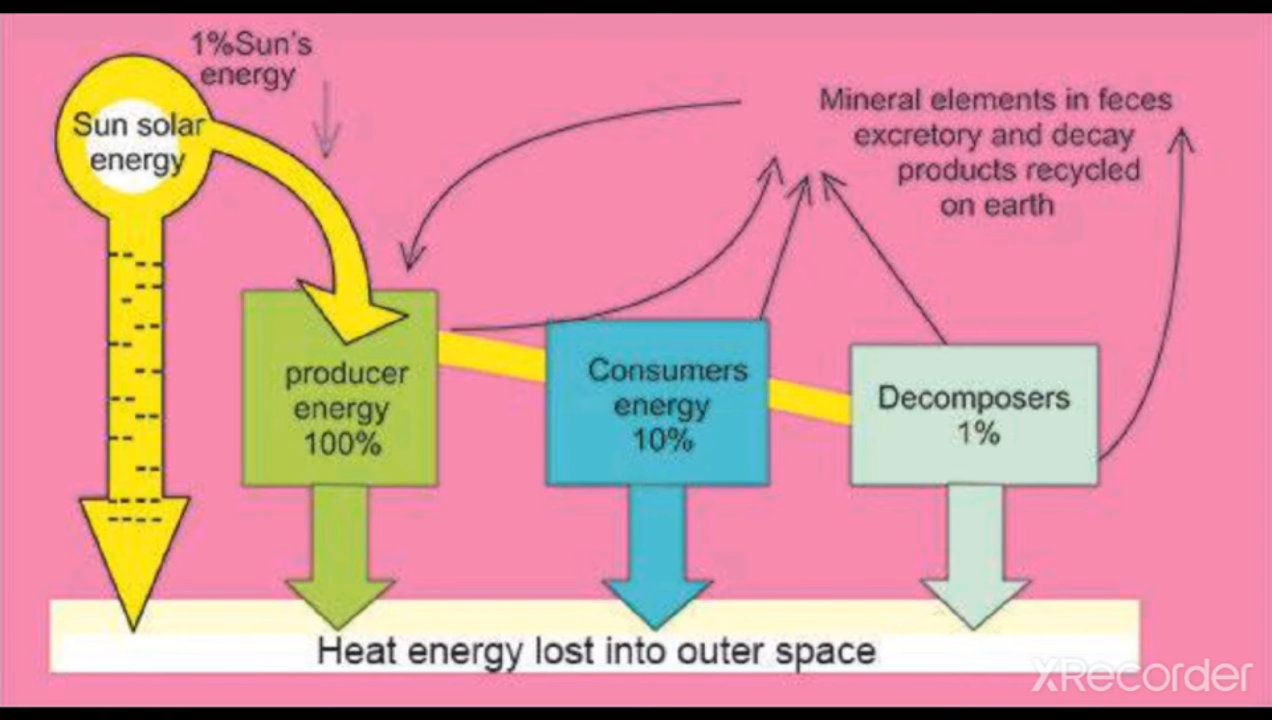 1%Sun's
energy
Sun solar
energy
Mineral elements in feces
excretory and decay
products recycled
on earth
producer
energy
100%
Consumers
energy
10%
Decomposers
1%
Heat energy lost into outer space
XRecorder